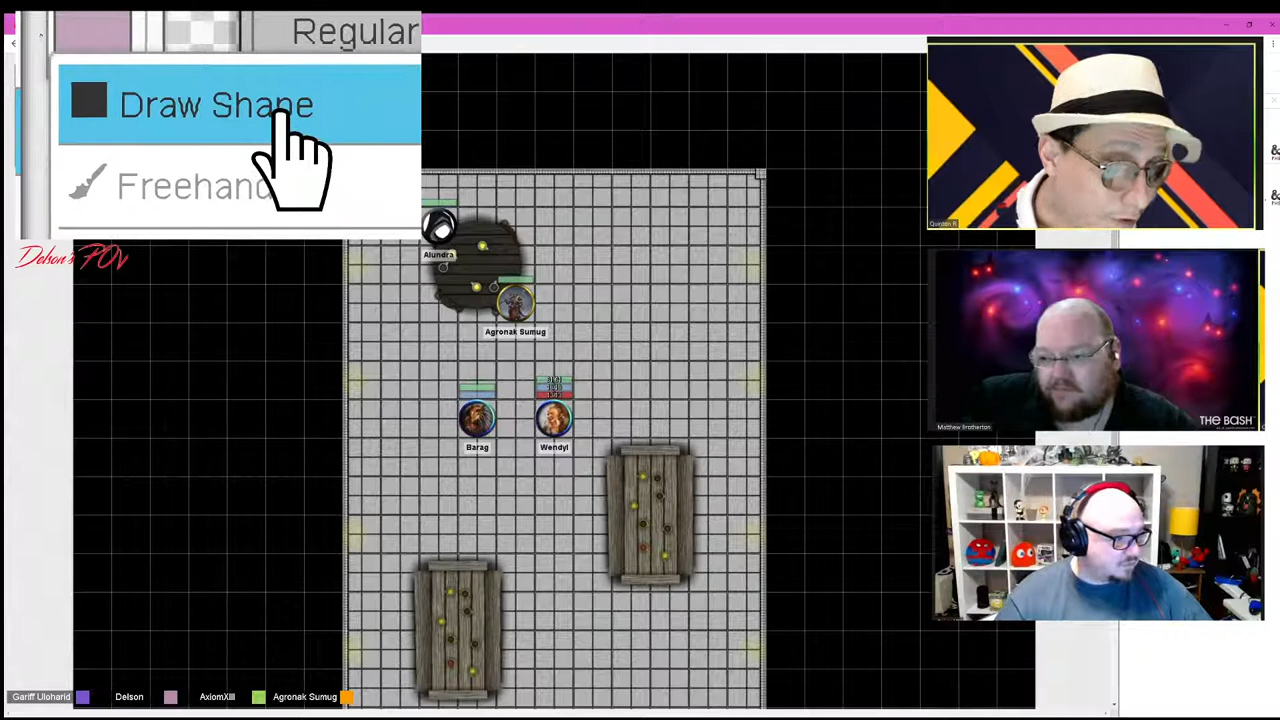 Regular
Draw Shape
Freehand
Delson's POV
Alundra
Agronak Sumug
Barag
Wendyl
Quinton R
Matthew Brotherton
THE BASH
Gariff Uloharid
Delson
AxiomXIII
Agronak Sumug